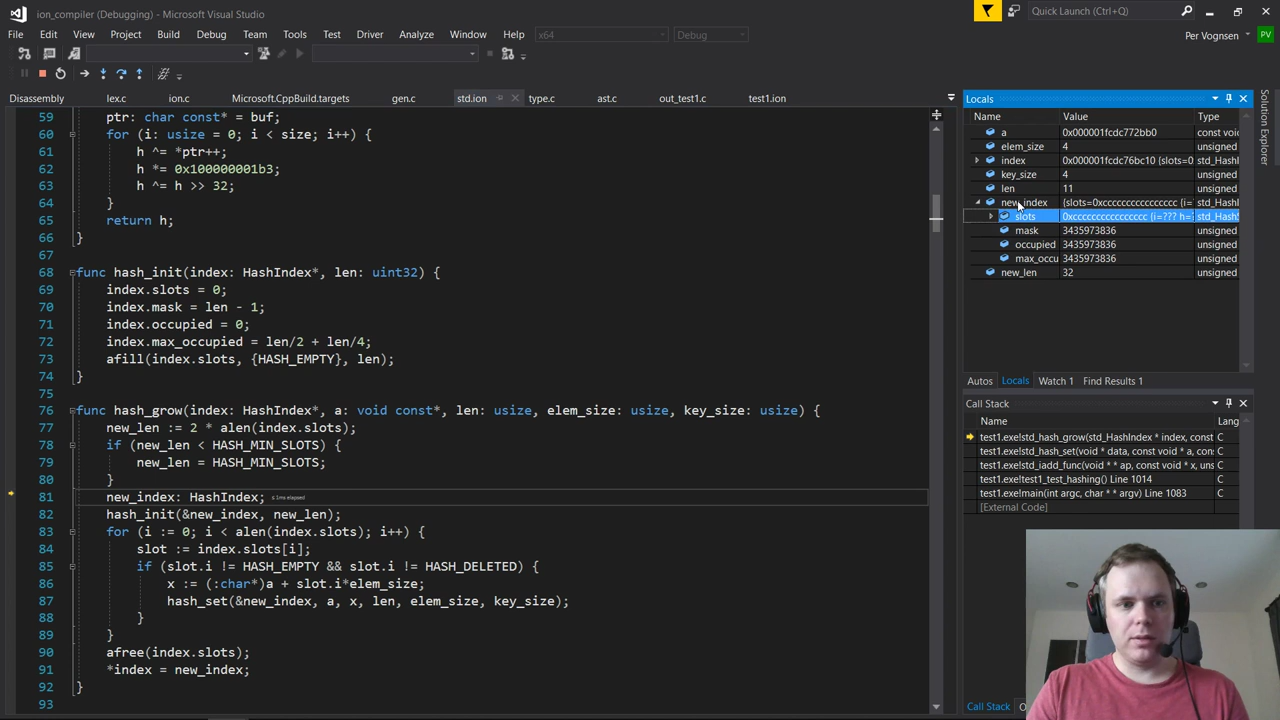 ion_compiler (Debugging) - Microsoft Visual Studio
Quick Launch (Ctrl+Q)
File Edit View Project Build Debug Team Tools Test Driver Analyze Window Help x64 Debug
Per Vognsen PV
Disassembly lex.c ion.c Microsoft.CppBuild.targets gen.c std.ion type.c ast.c out_test1.c test1.ion
59 ptr: char const* = buf;
60 for (i: usize = 0; i < size; i++) {
61 h ^= *ptr++;
62 h *= 0x100000001b3;
63 h ^= h >> 32;
64 }
65 return h;
66 }
67
68 func hash_init(index: HashIndex*, len: uint32) {
69 index.slots = 0;
70 index.mask = len - 1;
71 index.occupied = 0;
72 index.max_occupied = len/2 + len/4;
73 afill(index.slots, {HASH_EMPTY}, len);
74 }
75
76 func hash_grow(index: HashIndex*, a: void const*, len: usize, elem_size: usize, key_size: usize) {
77 new_len := 2 * alen(index.slots);
78 if (new_len < HASH_MIN_SLOTS) {
79 new_len = HASH_MIN_SLOTS;
80 }
81 new_index: HashIndex; ≤ 1ms elapsed
82 hash_init(&new_index, new_len);
83 for (i := 0; i < alen(index.slots); i++) {
84 slot := index.slots[i];
85 if (slot.i != HASH_EMPTY && slot.i != HASH_DELETED) {
86 x := (:char*)a + slot.i*elem_size;
87 hash_set(&new_index, a, x, len, elem_size, key_size);
88 }
89 }
90 afree(index.slots);
91 *index = new_index;
92 }
93
Locals
Name Value Type
a 0x000001fcdc772bb0 const voi
elem_size 4 unsigned
index 0x000001fcdc76bc10 {slots=0 std_HashI
key_size 4 unsigned
len 11 unsigned
new_index {slots=0xcccccccccccccccc {i= std_HashI
slots 0xcccccccccccccccc {i=??? h= std_HashS
mask 3435973836 unsigned
occupied 3435973836 unsigned
max_occu 3435973836 unsigned
new_len 32 unsigned
Autos Locals Watch 1 Find Results 1
Call Stack
Name Lang
test1.exe!std_hash_grow(std_HashIndex * index, const C
test1.exe!std_hash_set(void * data, const void * a, cons C
test1.exe!std_iadd_func(void * * ap, const void * x, uns C
test1.exe!test1_test_hashing() Line 1014 C
test1.exe!main(int argc, char * * argv) Line 1083 C
[External Code]
Call Stack
Solution Explorer